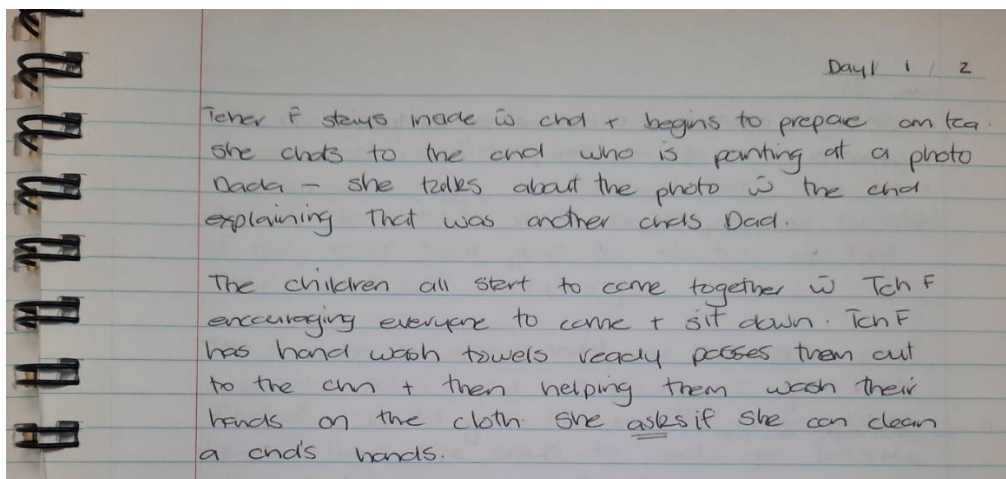 Day 1 1 / 2
Tcher F stays inside w̄ chd + begins to prepare am tea.
she chats to the chd who is pointing at a photo
Dada – she talks about the photo w̄ the chd
explaining that was another chds Dad.
The children all start to come together w̄ Tch F
encouraging everyone to come + sit down. Tch F
has hand wash towels ready passes them out
to the chn + then helping them wash their
hands on the cloth. She asks if she can clean
a chd's hands.